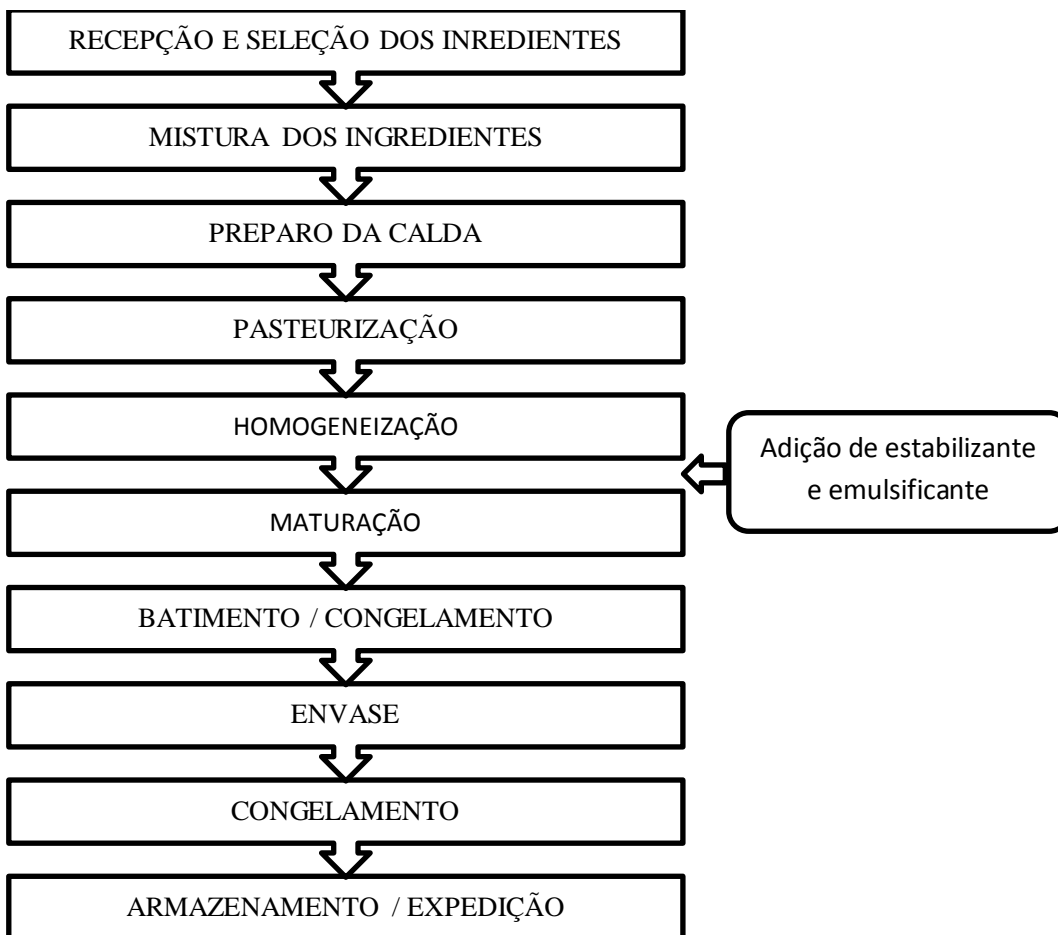 RECEPÇÃO E SELEÇÃO DOS INREDIENTES
MISTURA DOS INGREDIENTES
PREPARO DA CALDA
PASTEURIZAÇÃO
HOMOGENEIZAÇÃO
Adição de estabilizante
e emulsificante
MATURAÇÃO
BATIMENTO / CONGELAMENTO
ENVASE
CONGELAMENTO
ARMAZENAMENTO / EXPEDIÇÃO